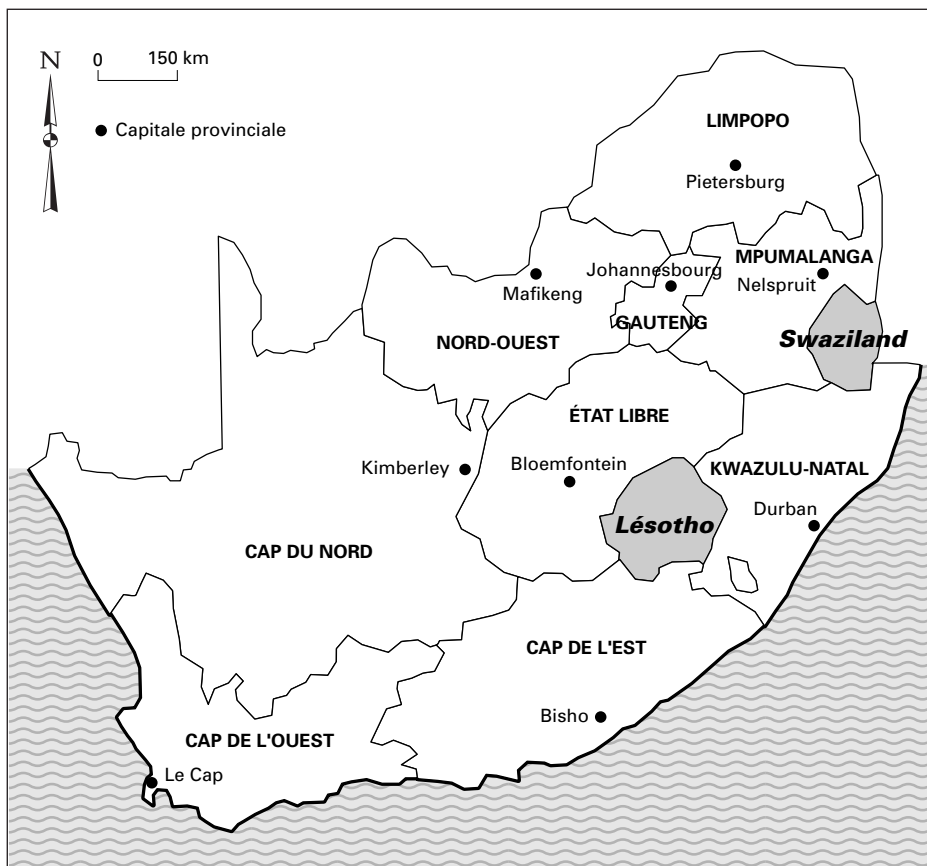 N
0 150 km
Capitale provinciale
LIMPOPO
Pietersburg
MPUMALANGA
Johannesbourg
Nelspruit
Mafikeng
GAUTENG
NORD-OUEST
Swaziland
ÉTAT LIBRE
Kimberley
Bloemfontein
KWAZULU-NATAL
Durban
Lésotho
CAP DU NORD
CAP DE L'EST
Bisho
CAP DE L'OUEST
Le Cap